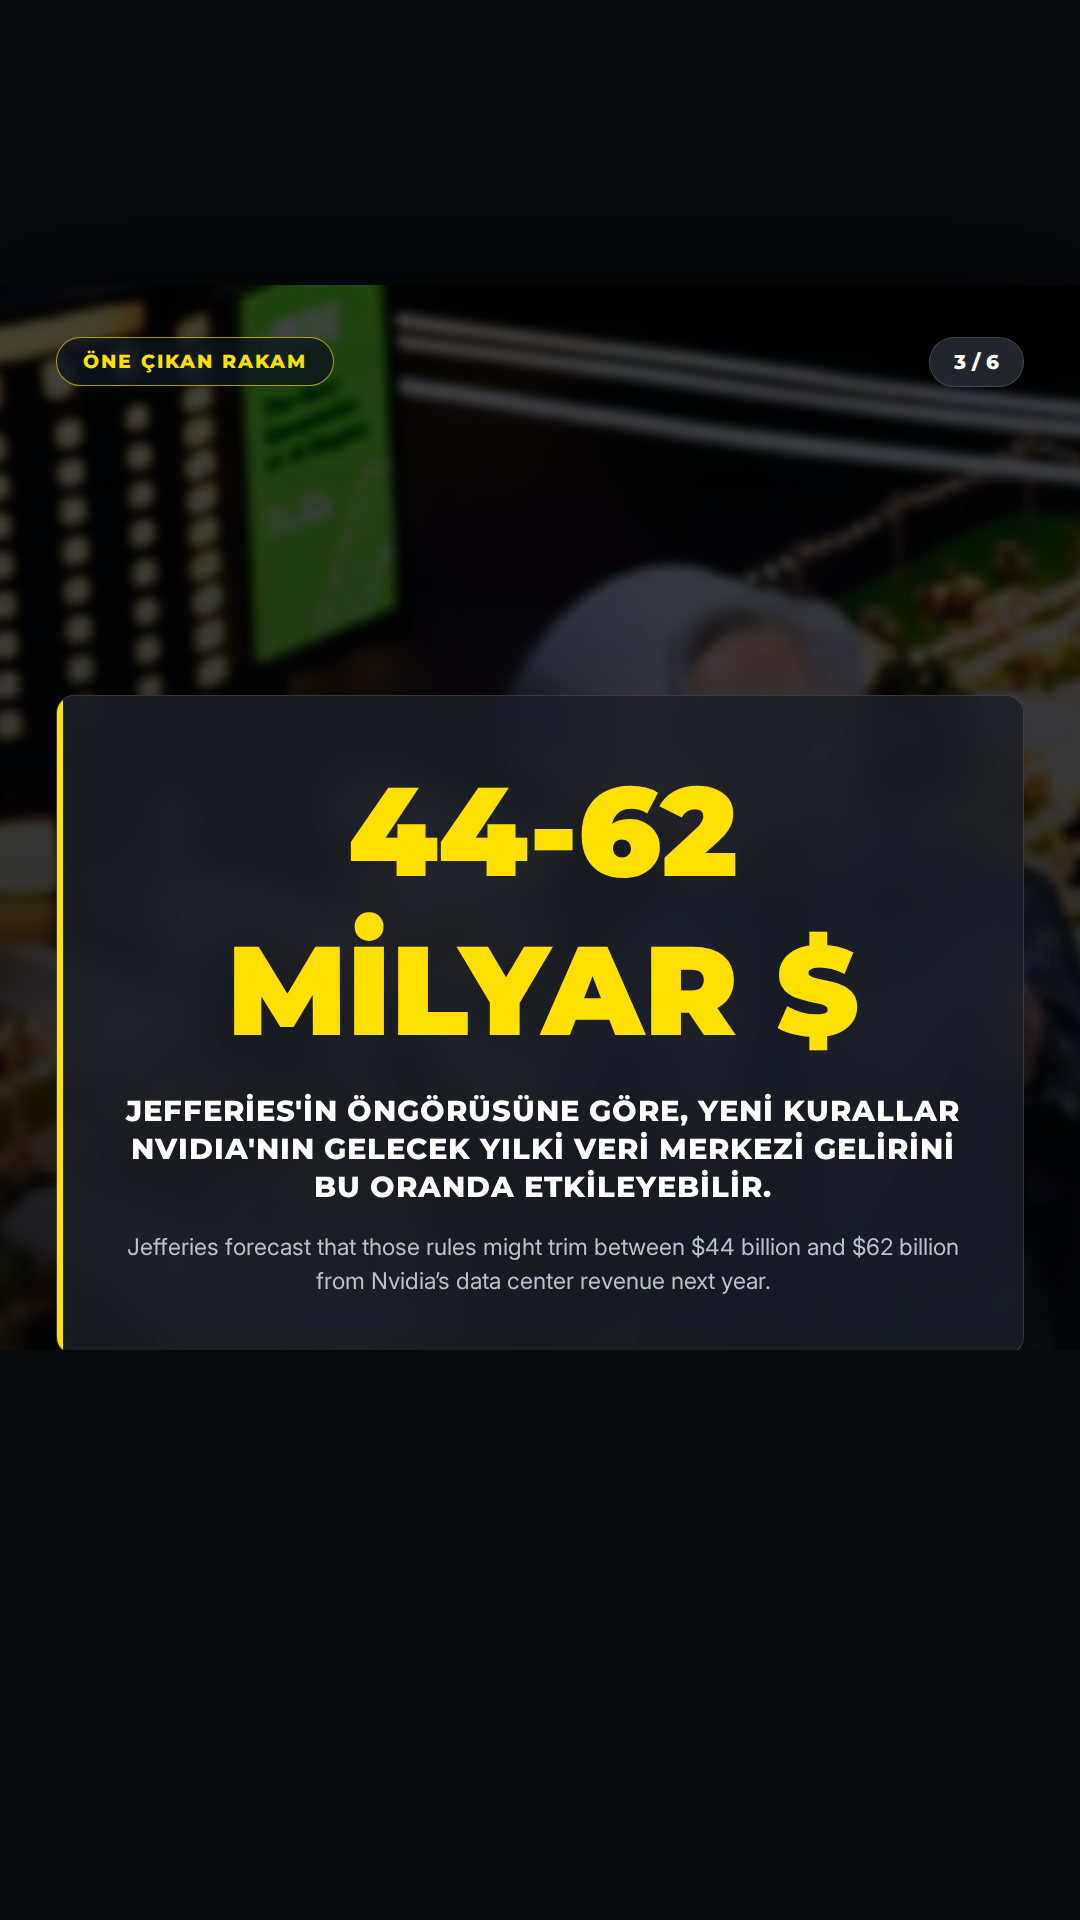 ÖNE ÇIKAN RAKAM
3 / 6
44-62
MİLYAR $
JEFFERİES'İN ÖNGÖRÜSÜNE GÖRE, YENİ KURALLAR
NVIDIA'NIN GELECEK YILKİ VERİ MERKEZİ GELİRİNİ
BU ORANDA ETKİLEYEBİLİR.
Jefferies forecast that those rules might trim between $44 billion and $62 billion
from Nvidia’s data center revenue next year.